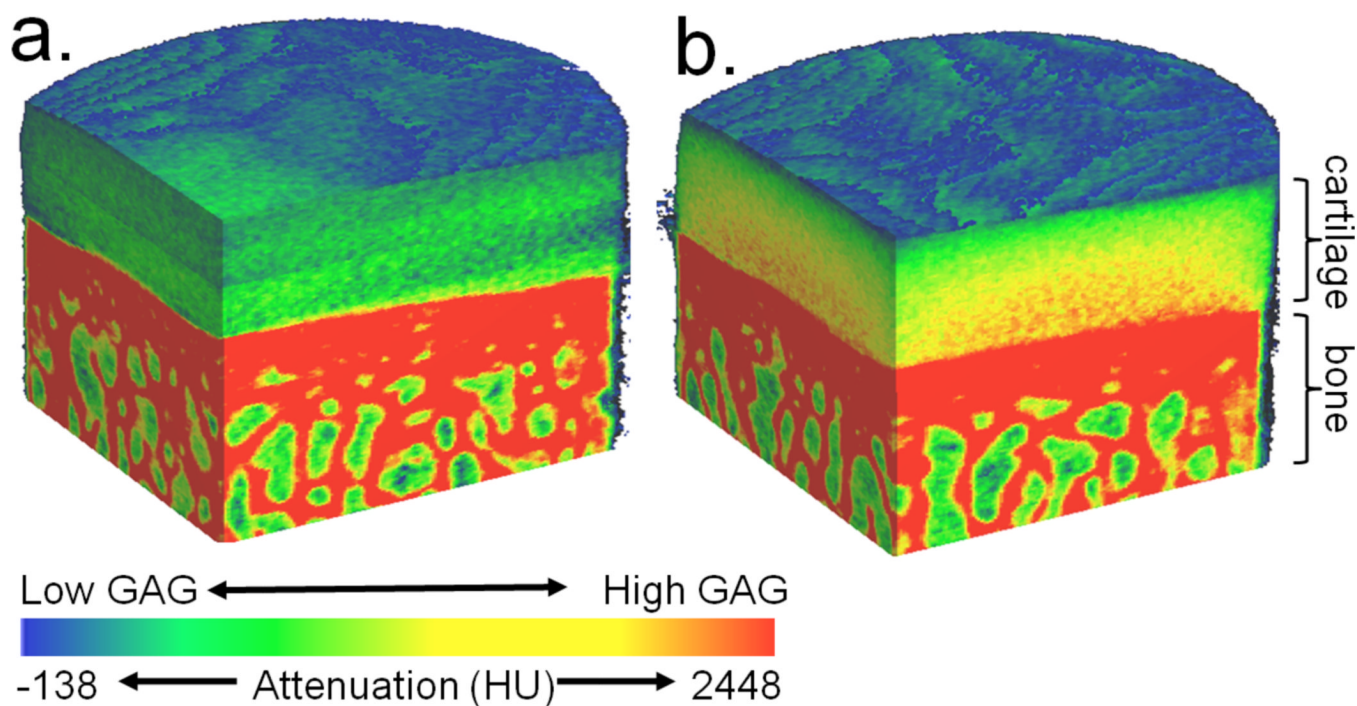 a.
b.
cartilage
bone
Low GAG
High GAG
-138
Attenuation (HU)
2448